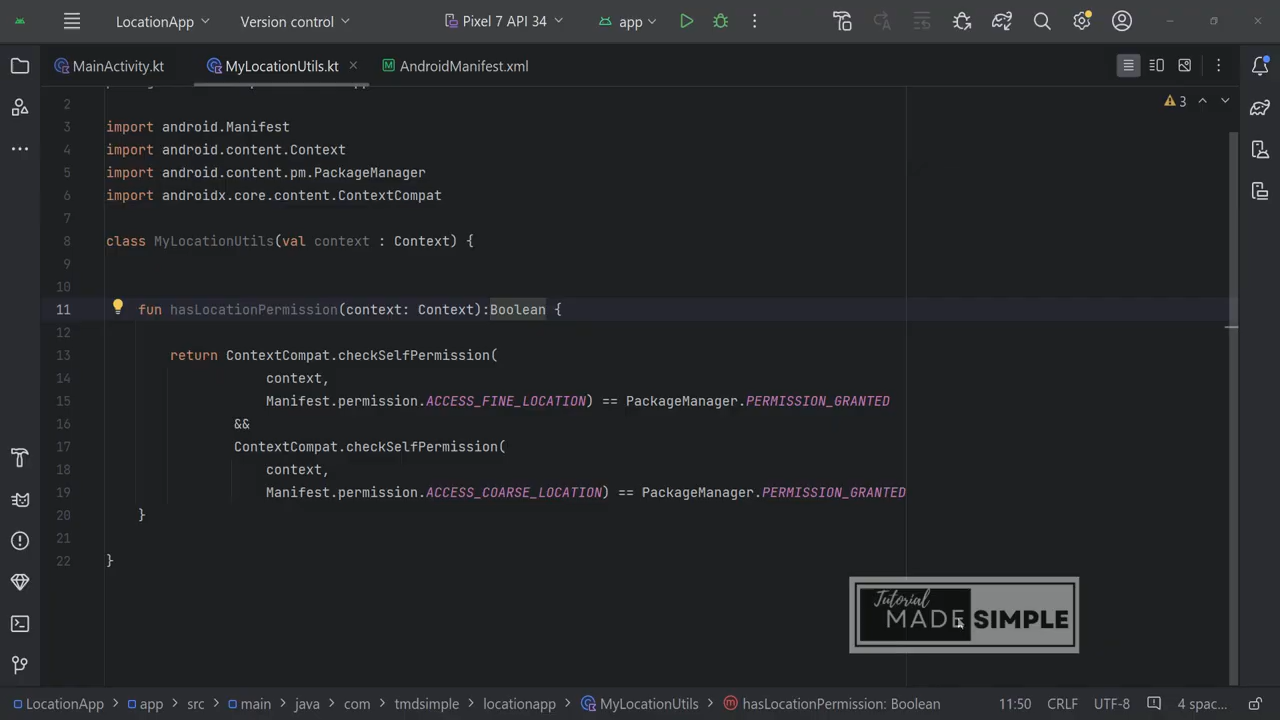 LocationApp
Version control
Pixel 7 API 34
app
MainActivity.kt
MyLocationUtils.kt
AndroidManifest.xml
3
2
3 import android.Manifest
4 import android.content.Context
5 import android.content.pm.PackageManager
6 import androidx.core.content.ContextCompat
7
8 class MyLocationUtils(val context : Context) {
9
10
11 fun hasLocationPermission(context: Context):Boolean {
12
13 return ContextCompat.checkSelfPermission(
14 context,
15 Manifest.permission.ACCESS_FINE_LOCATION) == PackageManager.PERMISSION_GRANTED
16 &&
17 ContextCompat.checkSelfPermission(
18 context,
19 Manifest.permission.ACCESS_COARSE_LOCATION) == PackageManager.PERMISSION_GRANTED
20 }
21
22 }
Tutorial
MADE SIMPLE
LocationApp > app > src > main > java > com > tmdsimple > locationapp > MyLocationUtils > hasLocationPermission: Boolean
11:50 CRLF UTF-8 4 spac...